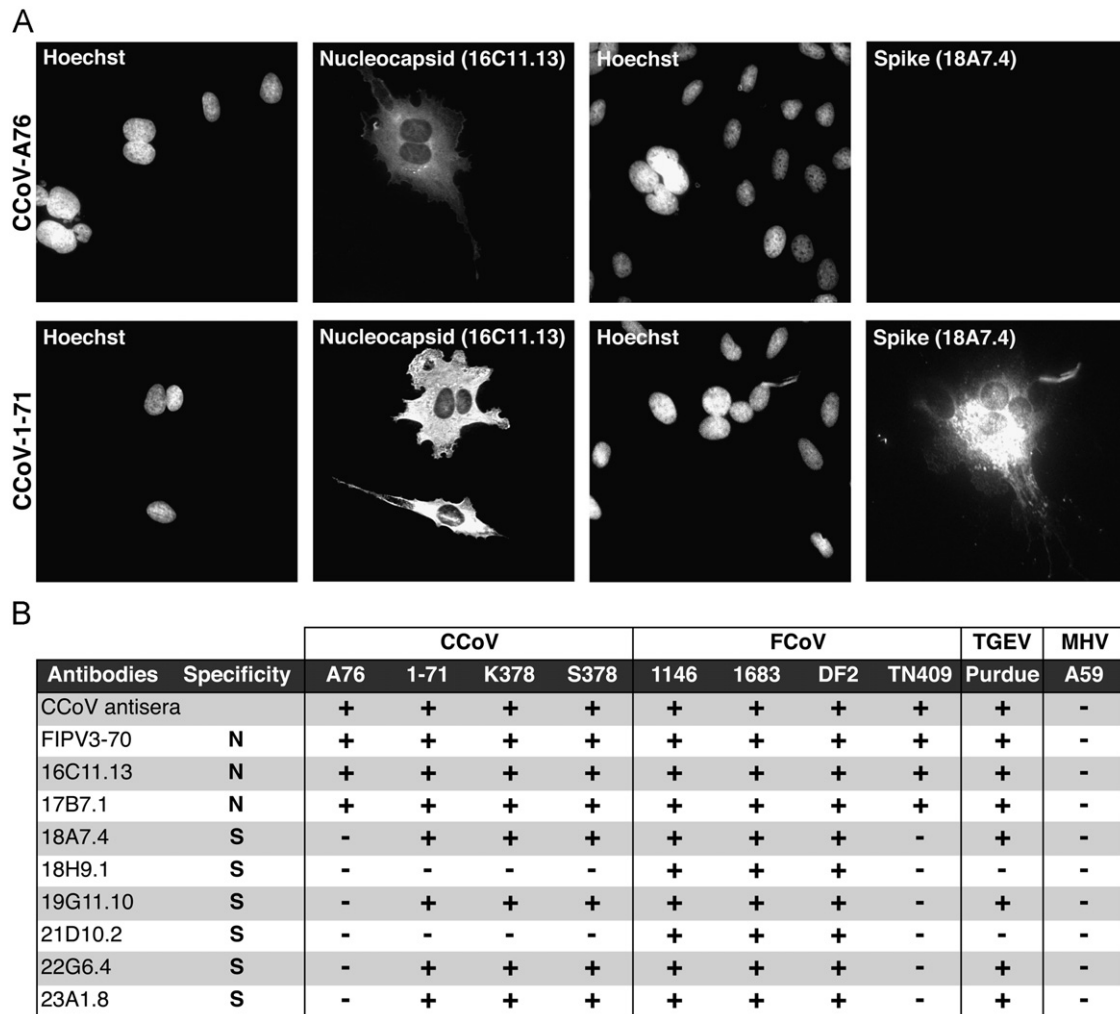 A
Hoechst Nucleocapsid (16C11.13) Hoechst Spike (18A7.4)
CCoV-A76
Hoechst Nucleocapsid (16C11.13) Hoechst Spike (18A7.4)
CCoV-1-71
B
CCoV FCoV TGEV MHV
Antibodies Specificity A76 1-71 K378 S378 1146 1683 DF2 TN409 Purdue A59
CCoV antisera + + + + + + + + + -
FIPV3-70 N + + + + + + + + + -
16C11.13 N + + + + + + + + + -
17B7.1 N + + + + + + + + + -
18A7.4 S - + + + + + + - + -
18H9.1 S - - - - + + + - - -
19G11.10 S - + + + + + + - + -
21D10.2 S - - - - + + + - - -
22G6.4 S - + + + + + + - + -
23A1.8 S - + + + + + + - + -